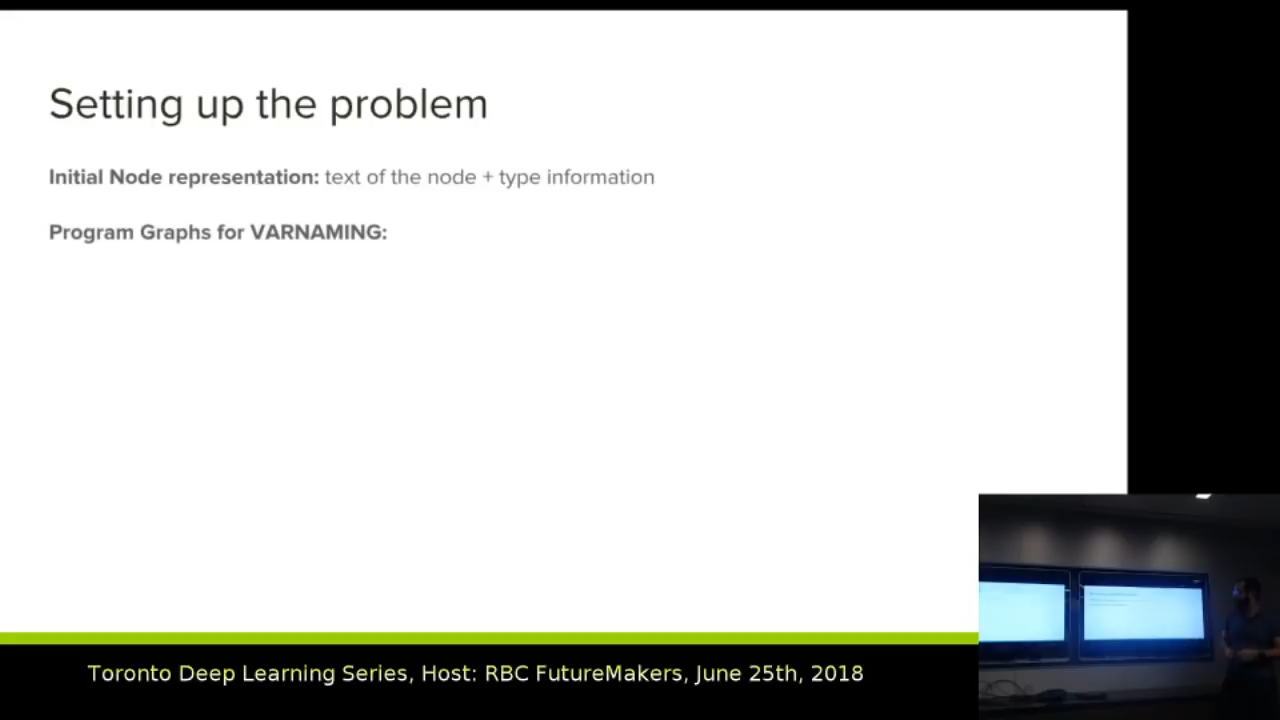 Setting up the problem
Initial Node representation: text of the node + type information
Program Graphs for VARNAMING:
Toronto Deep Learning Series, Host: RBC FutureMakers, June 25th, 2018